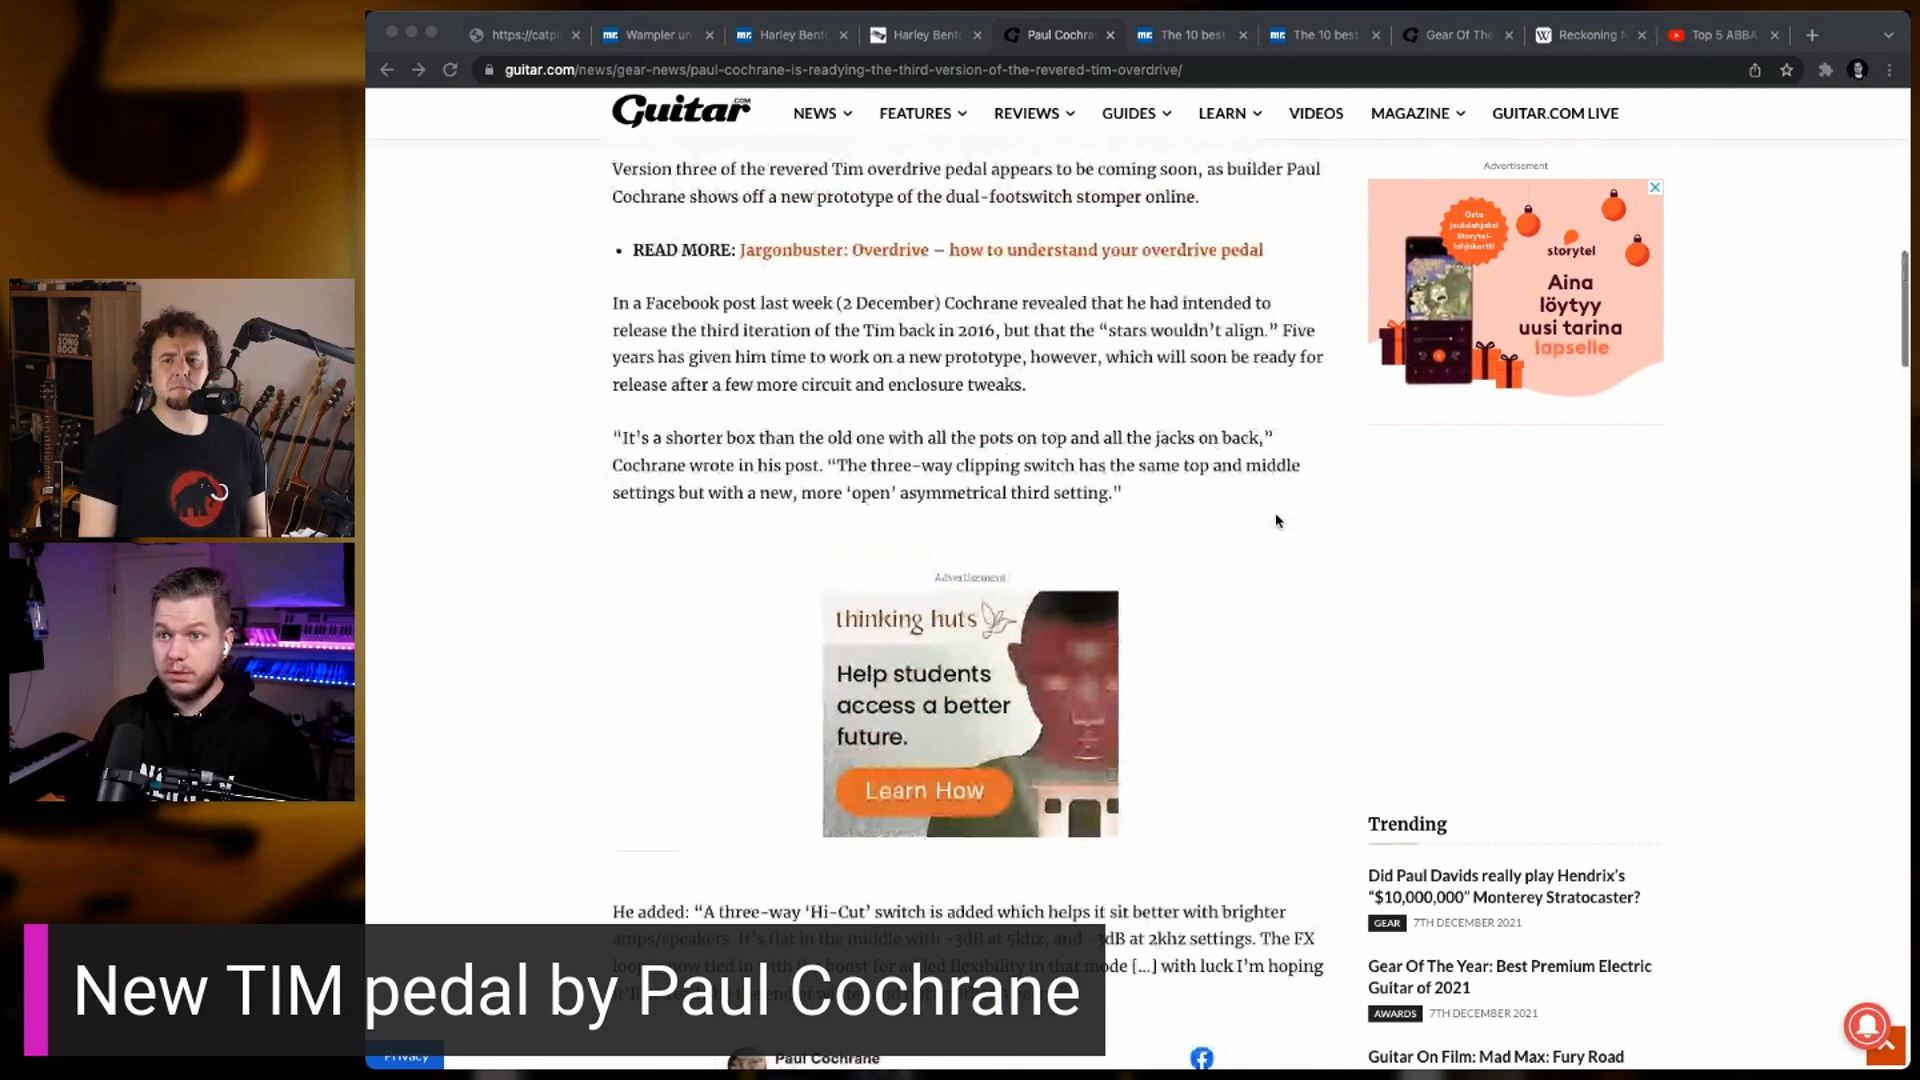 https://catpi
Wampler un
Harley Bent
Harley Bent
Paul Cochra
The 10 best
The 10 best
Gear Of The
Reckoning
Top 5 ABBA
guitar.com/news/gear-news/paul-cochrane-is-readying-the-third-version-of-the-revered-tim-overdrive/
Guitar.COM
NEWS
FEATURES
REVIEWS
GUIDES
LEARN
VIDEOS
MAGAZINE
GUITAR.COM LIVE
Version three of the revered Tim overdrive pedal appears to be coming soon, as builder Paul
Cochrane shows off a new prototype of the dual-footswitch stomper online.
• READ MORE: Jargonbuster: Overdrive – how to understand your overdrive pedal
In a Facebook post last week (2 December) Cochrane revealed that he had intended to
release the third iteration of the Tim back in 2016, but that the “stars wouldn’t align.” Five
years has given him time to work on a new prototype, however, which will soon be ready for
release after a few more circuit and enclosure tweaks.
"It’s a shorter box than the old one with all the pots on top and all the jacks on back,”
Cochrane wrote in his post. “The three-way clipping switch has the same top and middle
settings but with a new, more ‘open’ asymmetrical third setting."
Advertisement
thinking huts
Help students
access a better
future.
Learn How
He added: “A three-way ‘Hi-Cut’ switch is added which helps it sit better with brighter
amps/speakers. It’s flat in the middle with -3dB at 5khz, and -3dB at 2khz settings. The FX
loop is now tied in with the boost for added flexibility in that mode [...] with luck I’m hoping
Paul Cochrane
Privacy
Advertisement
Osta
joululahjaksi
Storytel-
lahjakortti
storytel
Aina
löytyy
uusi tarina
lapselle
Trending
Did Paul Davids really play Hendrix’s
“$10,000,000” Monterey Stratocaster?
GEAR 7TH DECEMBER 2021
Gear Of The Year: Best Premium Electric
Guitar of 2021
AWARDS 7TH DECEMBER 2021
Guitar On Film: Mad Max: Fury Road
SONG
BOOK
New TIM pedal by Paul Cochrane